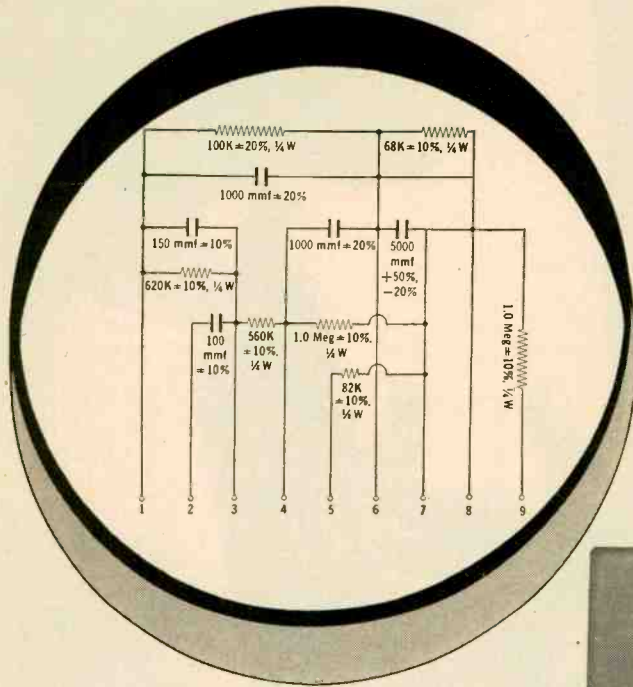 100K ±20%, ¼ W
68K ±10%, ¼ W
1000 mmf ±20%
150 mmf ±10%
1000 mmf ±20%
5000
mmf
+50%,
−20%
620K ±10%, ¼ W
100
mmf
±10%
560K
±10%,
½ W
1.0 Meg ±10%,
¼ W
82K
±10%,
½ W
1.0 Meg ±10%, ¼ W
1
2
3
4
5
6
7
8
9